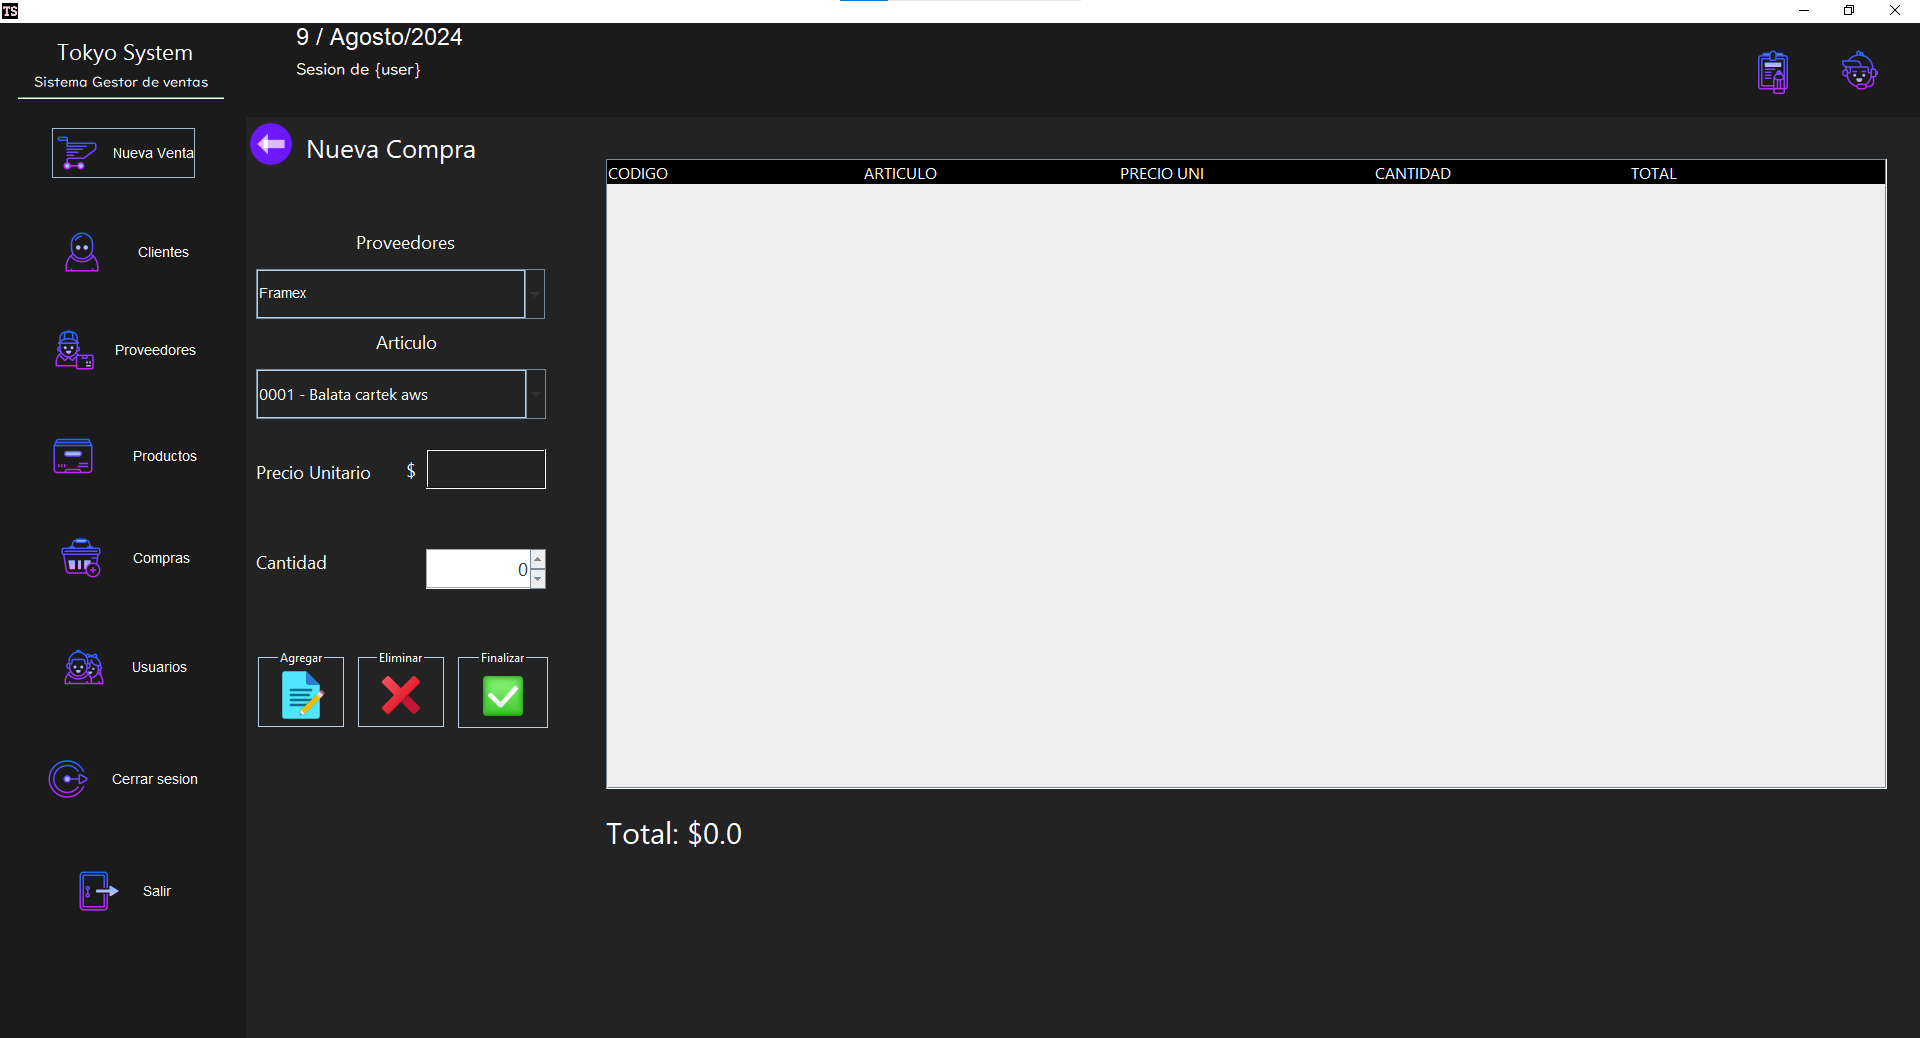 TS
Tokyo System
Sistema Gestor de ventas
9 / Agosto/2024
Sesion de {user}
Nueva Venta
Clientes
Proveedores
Productos
Compras
Usuarios
Cerrar sesion
Salir
Nueva Compra
Proveedores
Framex
Articulo
0001 - Balata cartek aws
Precio Unitario $
Cantidad 0
Agregar Eliminar Finalizar
CODIGO ARTICULO PRECIO UNI CANTIDAD TOTAL
Total: $0.0